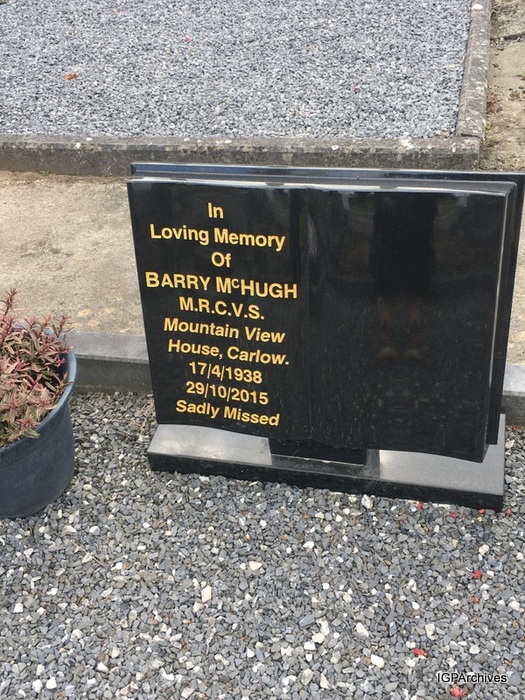 In
Loving Memory
Of
BARRY McHUGH
M.R.C.V.S.
Mountain View
House, Carlow.
17/4/1938
29/10/2015
Sadly Missed
IGPArchives